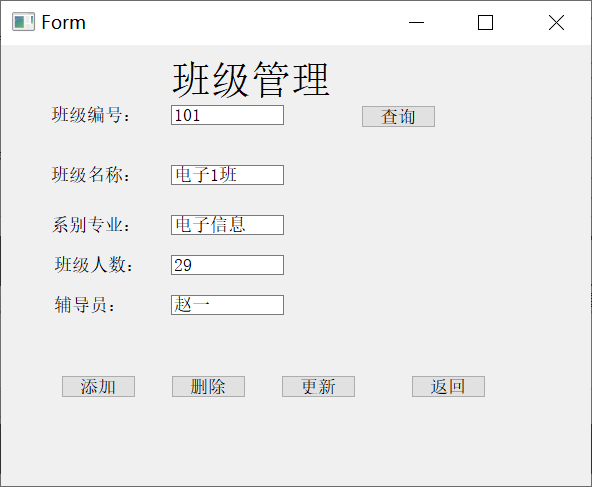 Form
班级管理
班级编号： 101 查询
班级名称： 电子1班
系别专业： 电子信息
班级人数： 29
辅导员： 赵一
添加 删除 更新 返回